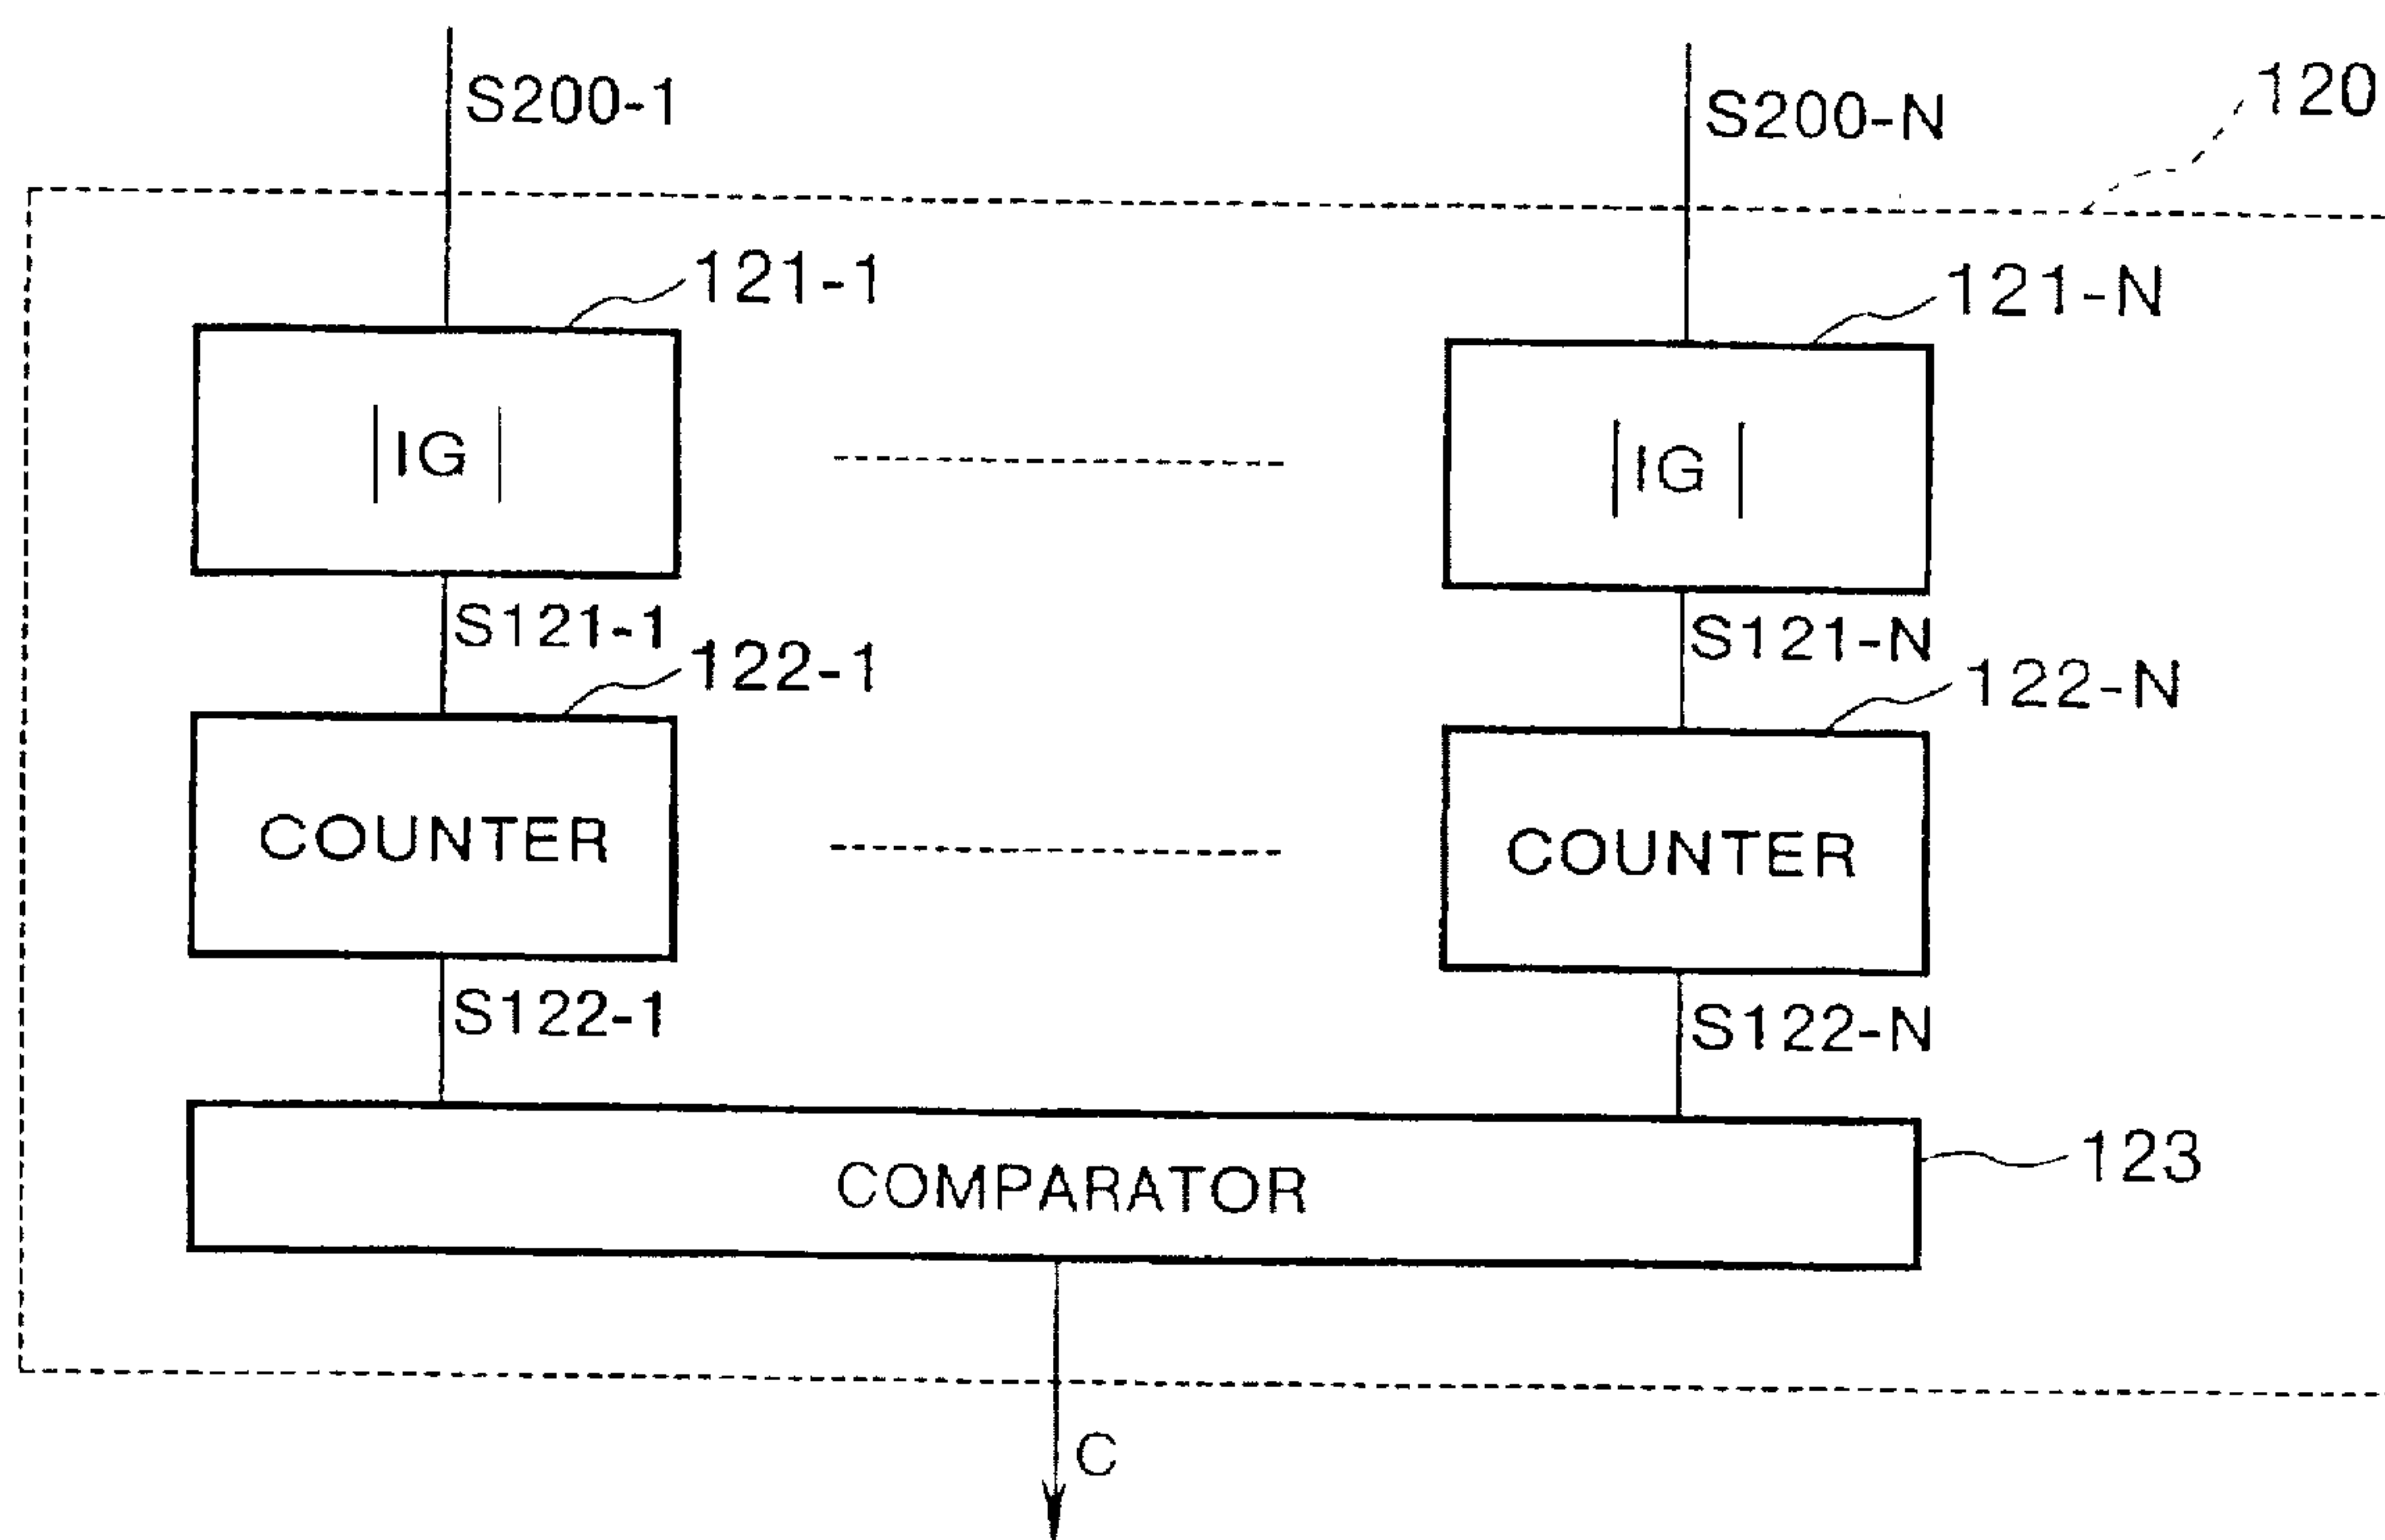 S200-1
S200-N
120
121-1
121-N
|IG|
|IG|
S121-1
S121-N
122-1
122-N
COUNTER
COUNTER
S122-1
S122-N
COMPARATOR
123
C